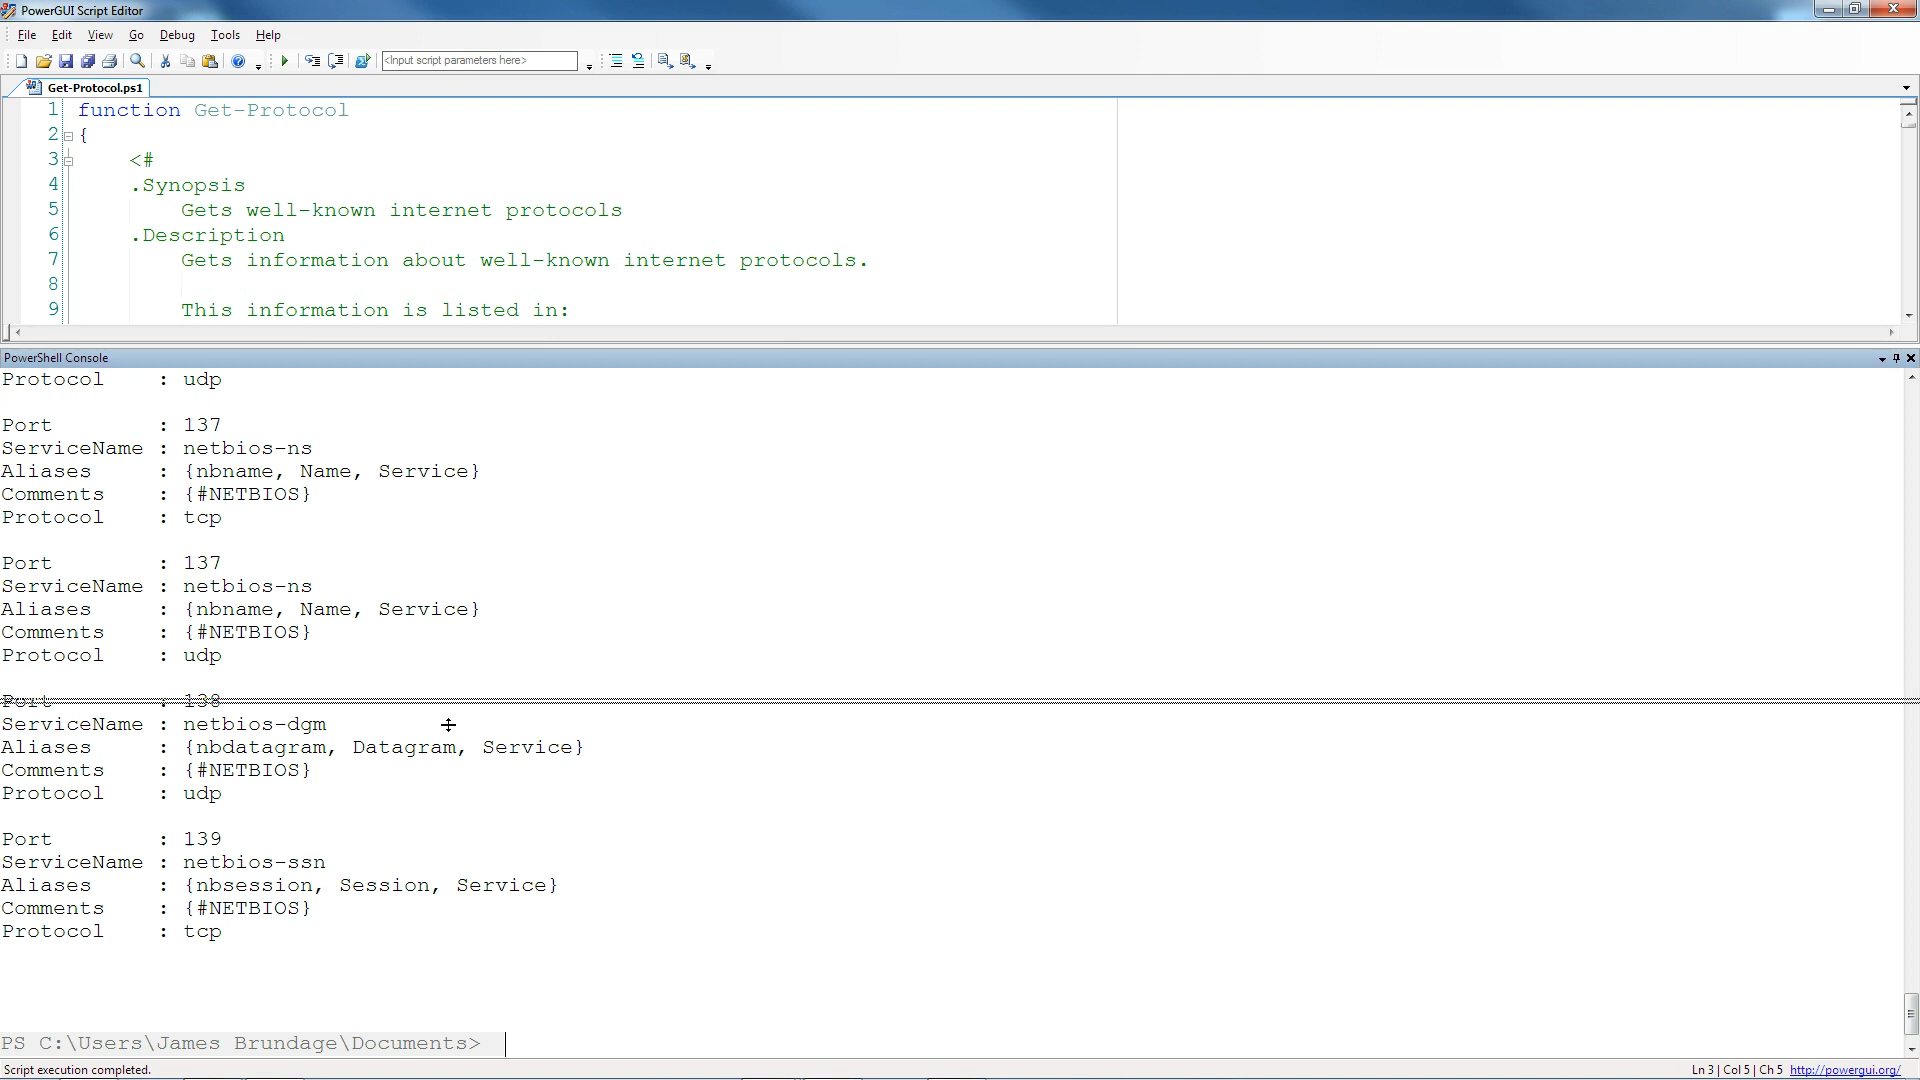 PowerGUI Script Editor
File Edit View Go Debug Tools Help
<Input script parameters here>
Get-Protocol.ps1
1 function Get-Protocol
2 {
3 <#
4 .Synopsis
5 Gets well-known internet protocols
6 .Description
7 Gets information about well-known internet protocols.
8
9 This information is listed in:
PowerShell Console
Protocol : udp
Port : 137
ServiceName : netbios-ns
Aliases : {nbname, Name, Service}
Comments : {#NETBIOS}
Protocol : tcp
Port : 137
ServiceName : netbios-ns
Aliases : {nbname, Name, Service}
Comments : {#NETBIOS}
Protocol : udp
Port : 138
ServiceName : netbios-dgm
Aliases : {nbdatagram, Datagram, Service}
Comments : {#NETBIOS}
Protocol : udp
Port : 139
ServiceName : netbios-ssn
Aliases : {nbsession, Session, Service}
Comments : {#NETBIOS}
Protocol : tcp
PS C:\Users\James Brundage\Documents>
Script execution completed. Ln 3 | Col 5 | Ch 5 http://powergui.org/